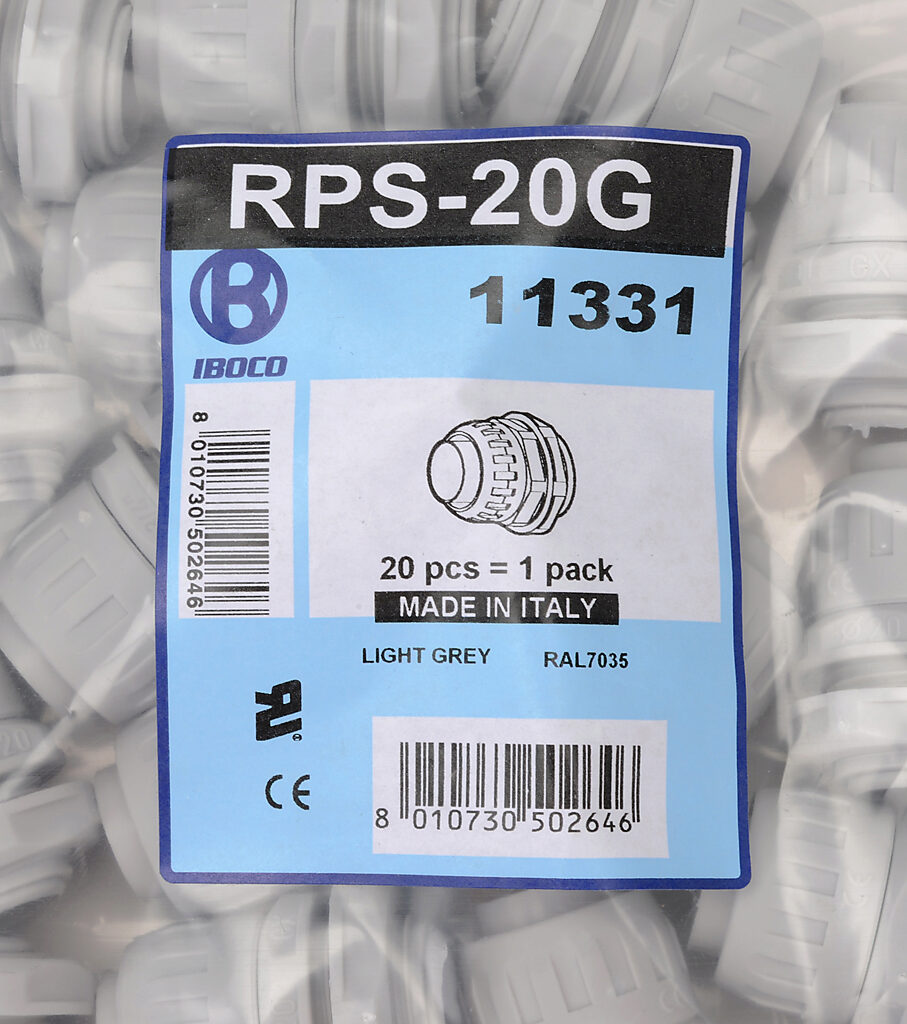 RPS-20G
11331
IBOCO
8 010730 502646
20 pcs = 1 pack
MADE IN ITALY
LIGHT GREY RAL7035
CE
8 010730 502646